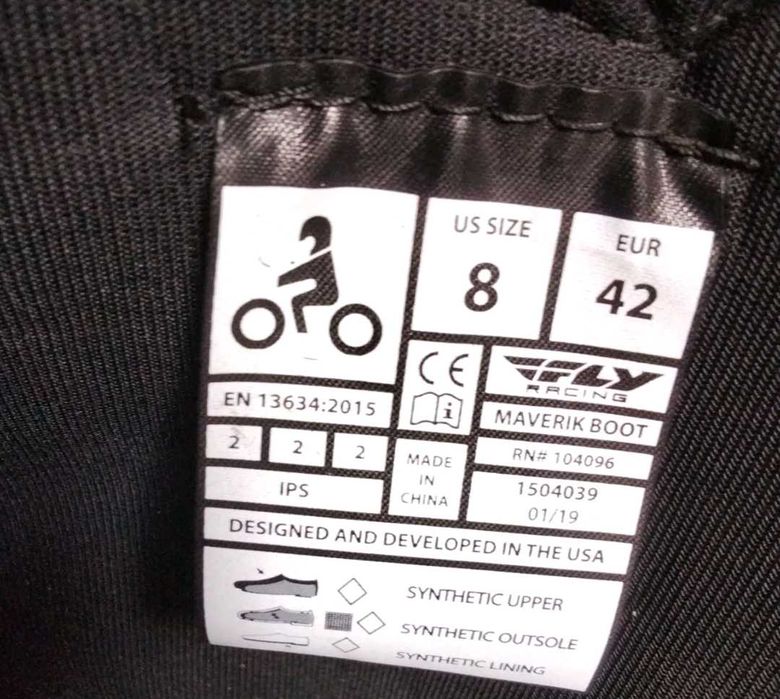 US SIZE
8
EUR
42
CE
i
FLY
RACING
EN 13634:2015
MAVERIK BOOT
2 2 2
MADE
IN
CHINA
RN# 104096
IPS
1504039
01/19
DESIGNED AND DEVELOPED IN THE USA
SYNTHETIC UPPER
SYNTHETIC OUTSOLE
SYNTHETIC LINING